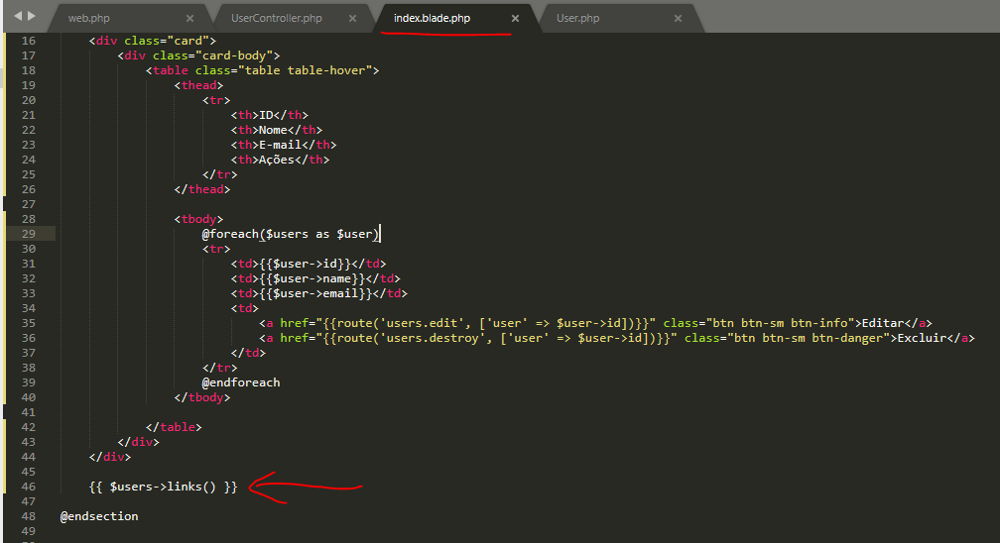 web.php × UserController.php × index.blade.php × User.php ×
16 <div class="card">
17 <div class="card-body">
18 <table class="table table-hover">
19 <thead>
20 <tr>
21 <th>ID</th>
22 <th>Nome</th>
23 <th>E-mail</th>
24 <th>Ações</th>
25 </tr>
26 </thead>
27
28 <tbody>
29 @foreach($users as $user)
30 <tr>
31 <td>{{$user->id}}</td>
32 <td>{{$user->name}}</td>
33 <td>{{$user->email}}</td>
34 <td>
35 <a href="{{route('users.edit', ['user' => $user->id])}}" class="btn btn-sm btn-info">Editar</a>
36 <a href="{{route('users.destroy', ['user' => $user->id])}}" class="btn btn-sm btn-danger">Excluir</a>
37 </td>
38 </tr>
39 @endforeach
40 </tbody>
41
42 </table>
43 </div>
44 </div>
45
46 {{ $users->links() }}
47
48 @endsection
49